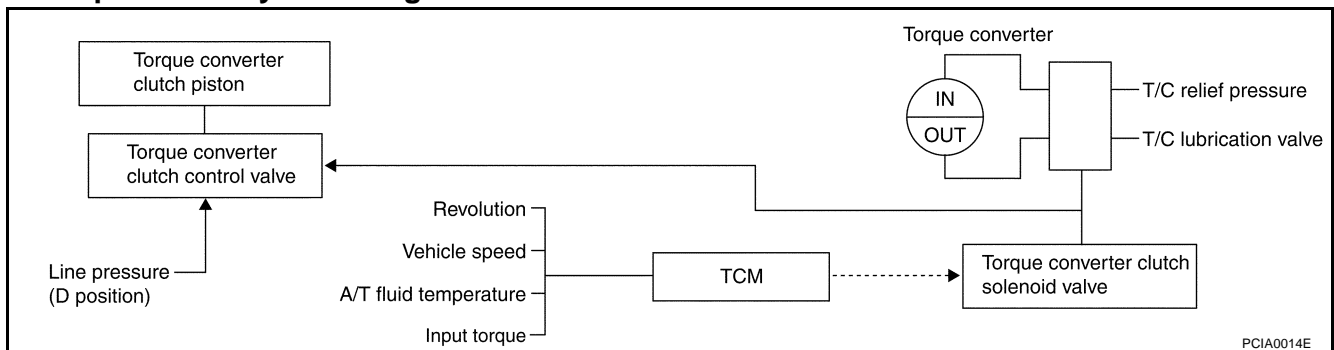 Torque converter
Torque converter
clutch piston
IN
T/C relief pressure
OUT
T/C lubrication valve
Torque converter
clutch control valve
Revolution
Vehicle speed
Line pressure
(D position)
A/T fluid temperature
Input torque
TCM
Torque converter clutch
solenoid valve
PCIA0014E